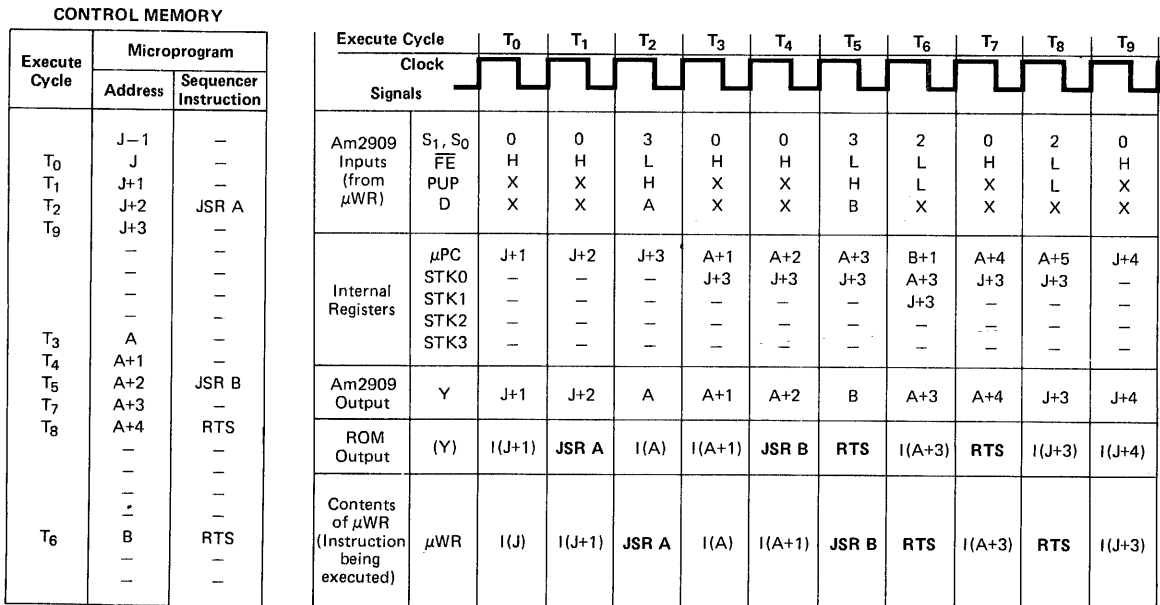 CONTROL MEMORY
Execute Cycle | Microprogram
Address | Sequencer Instruction
J–1 –
T0 J –
T1 J+1 –
T2 J+2 JSR A
T9 J+3 –
– –
– –
– –
– –
T3 A –
T4 A+1 –
T5 A+2 JSR B
T7 A+3 –
T8 A+4 RTS
– –
– –
– –
– –
T6 B RTS
– –
– –
Execute Cycle T0 T1 T2 T3 T4 T5 T6 T7 T8 T9
Clock
Signals
Am2909 Inputs (from μWR)
S1, S0 0 0 3 0 0 3 2 0 2 0
F̅E̅ H H L H H L L H L H
PUP X X H X X H L X L X
D X X A X X B X X X X
Internal Registers
μPC J+1 J+2 J+3 A+1 A+2 A+3 B+1 A+4 A+5 J+4
STK0 – – – J+3 J+3 J+3 A+3 J+3 J+3 –
STK1 – – – – – – J+3 – – –
STK2 – – – – – – – – – –
STK3 – – – – – – – – – –
Am2909 Output Y J+1 J+2 A A+1 A+2 B A+3 A+4 J+3 J+4
ROM Output (Y) I(J+1) JSR A I(A) I(A+1) JSR B RTS I(A+3) RTS I(J+3) I(J+4)
Contents of μWR (Instruction being executed) μWR I(J) I(J+1) JSR A I(A) I(A+1) JSR B RTS I(A+3) RTS I(J+3)